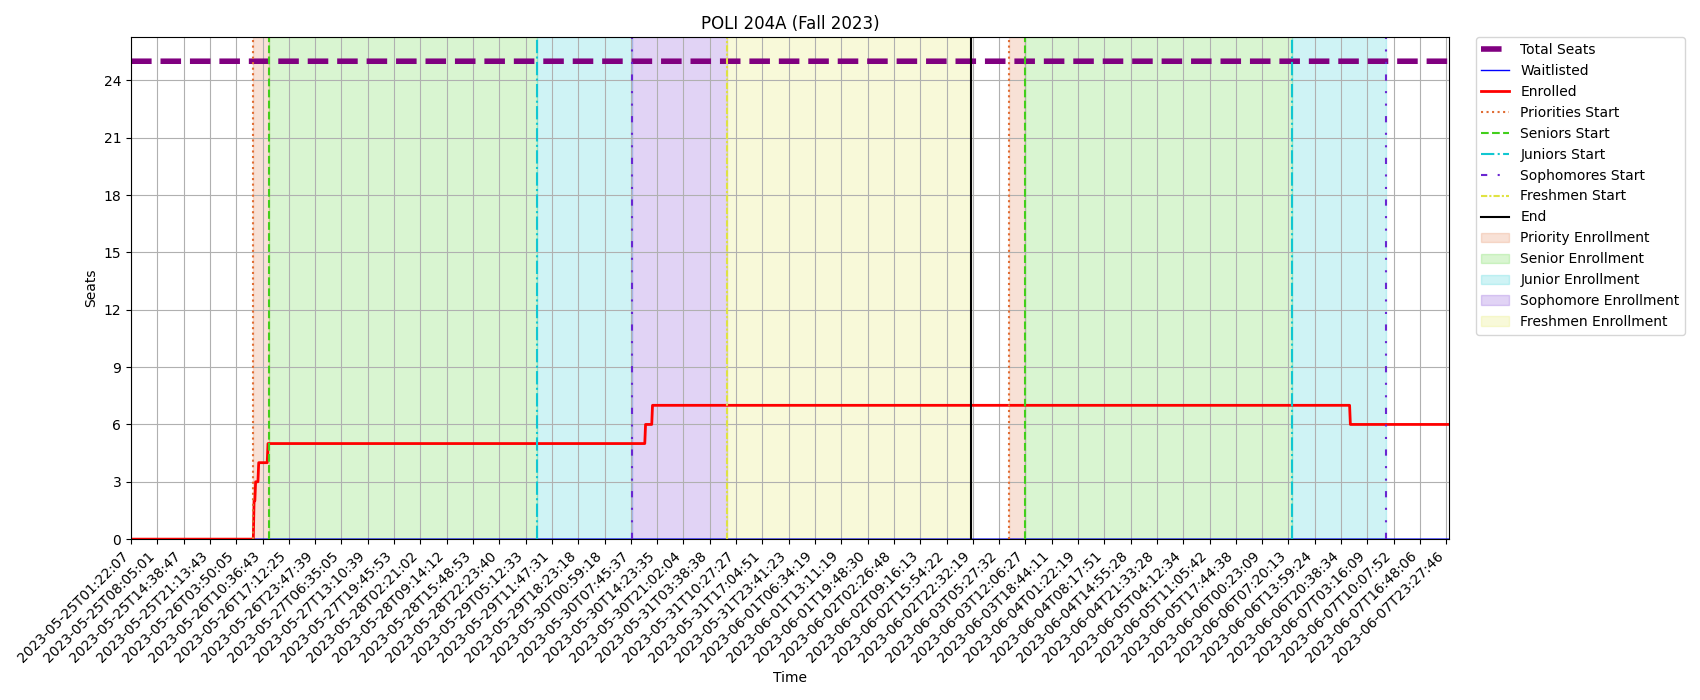 POLI 204A (Fall 2023)
Seats
24
21
18
15
12
9
6
3
0
2023-05-25T01:22:07
2023-05-25T08:05:01
2023-05-25T14:38:47
2023-05-25T21:13:43
2023-05-26T03:50:05
2023-05-26T10:36:43
2023-05-26T17:12:25
2023-05-26T23:47:39
2023-05-27T06:35:05
2023-05-27T13:10:39
2023-05-27T19:45:53
2023-05-28T02:21:02
2023-05-28T09:14:12
2023-05-28T15:48:53
2023-05-28T22:23:40
2023-05-29T05:12:33
2023-05-29T11:47:31
2023-05-29T18:23:18
2023-05-30T00:59:18
2023-05-30T07:45:37
2023-05-30T14:23:35
2023-05-30T21:02:04
2023-05-31T03:38:38
2023-05-31T10:27:27
2023-05-31T17:04:51
2023-05-31T23:41:23
2023-06-01T06:34:19
2023-06-01T13:11:19
2023-06-01T19:48:30
2023-06-02T02:26:48
2023-06-02T09:16:13
2023-06-02T15:54:22
2023-06-02T22:32:19
2023-06-03T05:27:32
2023-06-03T12:06:27
2023-06-03T18:44:11
2023-06-04T01:22:19
2023-06-04T08:17:51
2023-06-04T14:55:28
2023-06-04T21:33:28
2023-06-05T04:12:34
2023-06-05T11:05:42
2023-06-05T17:44:38
2023-06-06T00:23:09
2023-06-06T07:20:13
2023-06-06T13:59:24
2023-06-06T20:38:34
2023-06-07T03:16:09
2023-06-07T10:07:52
2023-06-07T16:48:06
2023-06-07T23:27:46
Time
Total Seats
Waitlisted
Enrolled
Priorities Start
Seniors Start
Juniors Start
Sophomores Start
Freshmen Start
End
Priority Enrollment
Senior Enrollment
Junior Enrollment
Sophomore Enrollment
Freshmen Enrollment